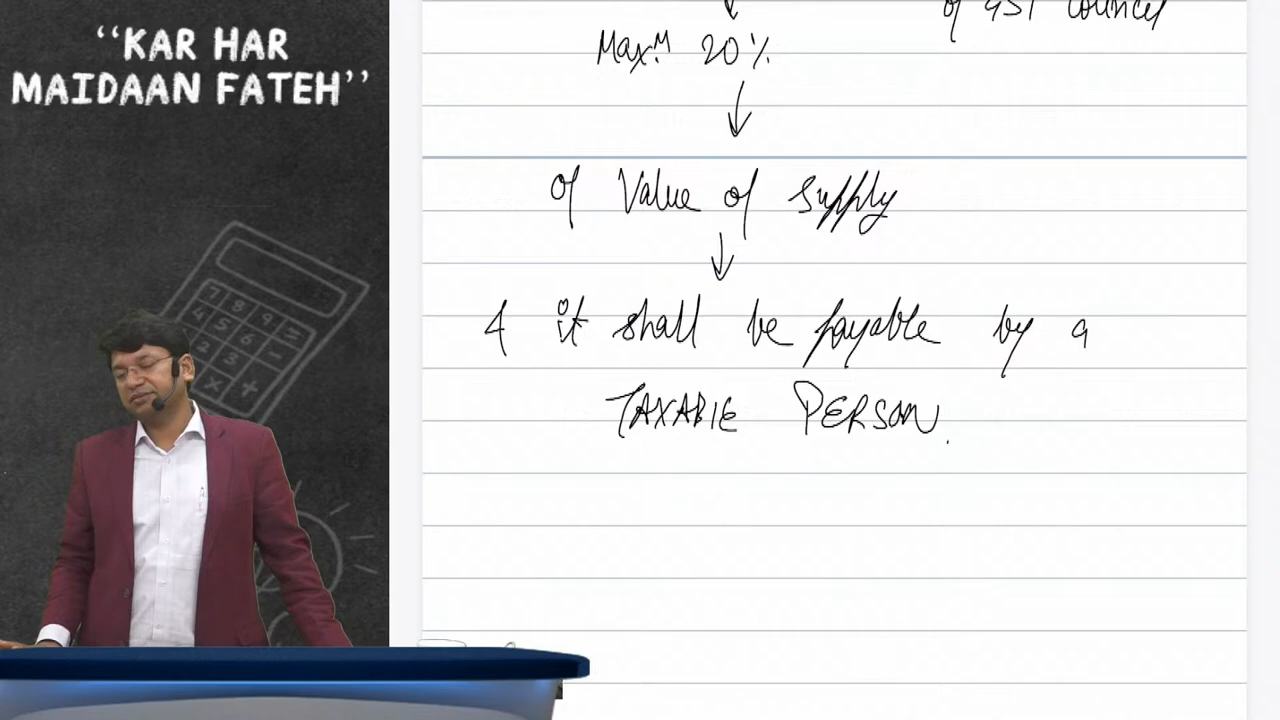 “KAR HAR
MAIDAAN FATEH”
of GST Council
Max.M 20%
of Value of Supply
& it shall be payable by a
TAXABLE PERSON.